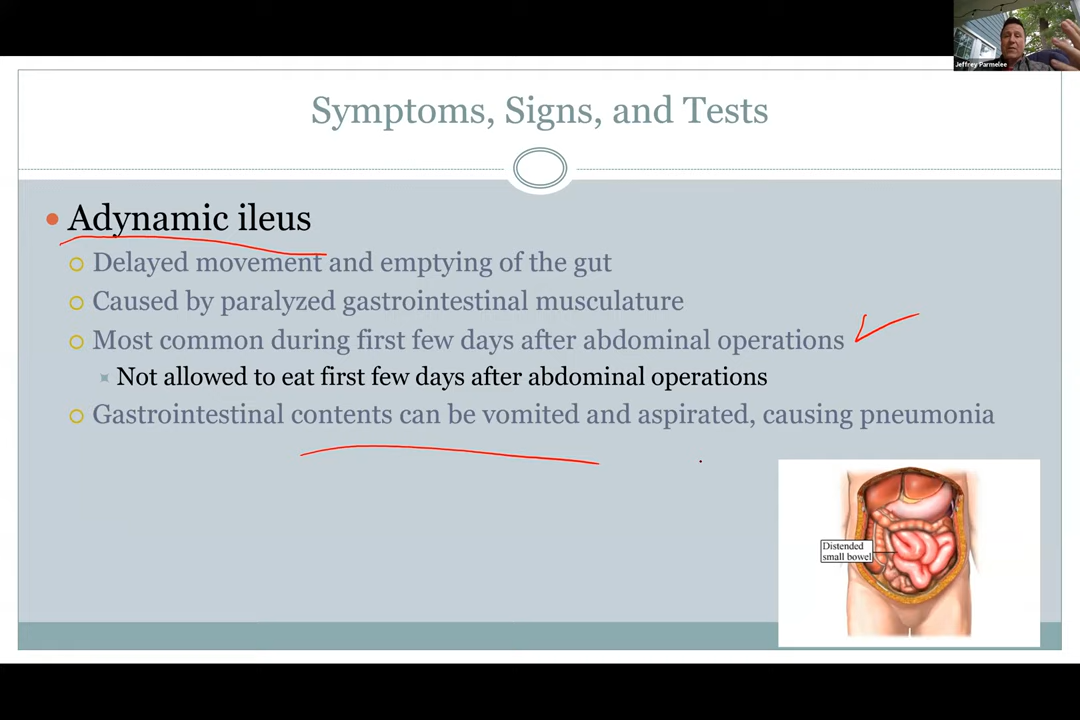 Jeffrey Parmelee
Symptoms, Signs, and Tests
Adynamic ileus
Delayed movement and emptying of the gut
Caused by paralyzed gastrointestinal musculature
Most common during first few days after abdominal operations
Not allowed to eat first few days after abdominal operations
Gastrointestinal contents can be vomited and aspirated, causing pneumonia
Distended
small bowel